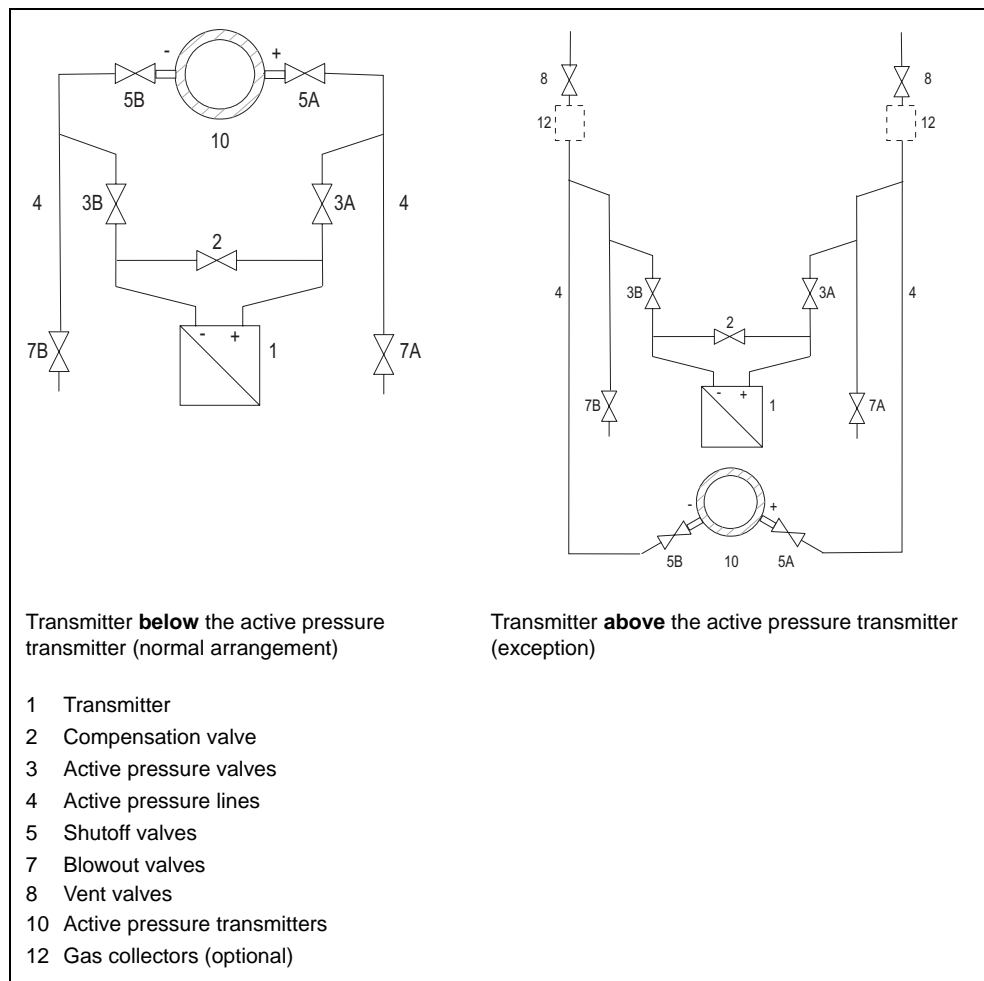 - +
5B 5A
10
4 3B 3A 4
2
- +
1
7B 7A
8 8
12 12
4 3B 3A 4
2
- +
1
7B 7A
- +
5B 10 5A
Transmitter below the active pressure
transmitter (normal arrangement)
Transmitter above the active pressure transmitter
(exception)
1 Transmitter
2 Compensation valve
3 Active pressure valves
4 Active pressure lines
5 Shutoff valves
7 Blowout valves
8 Vent valves
10 Active pressure transmitters
12 Gas collectors (optional)